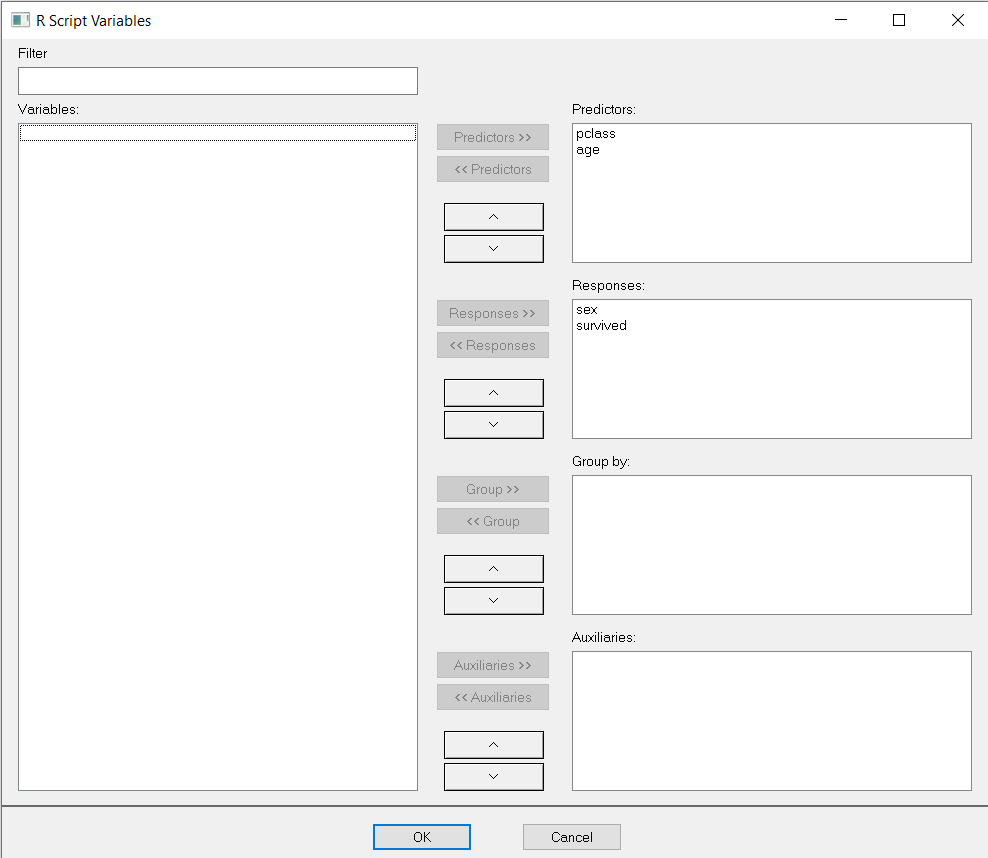 R Script Variables
Filter
Variables:
Predictors >>
<< Predictors
Responses >>
<< Responses
Group >>
<< Group
Auxiliaries >>
<< Auxiliaries
Predictors:
pclass
age
Responses:
sex
survived
Group by:
Auxiliaries:
OK
Cancel